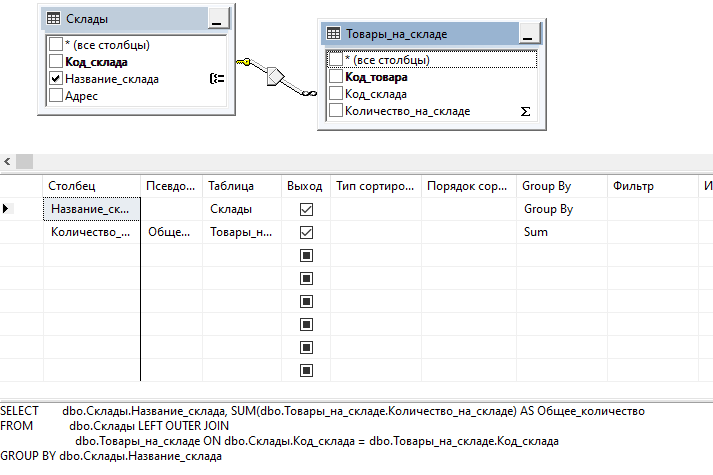 Склады
* (все столбцы)
Код_склада
Название_склада
Адрес
Товары_на_складе
* (все столбцы)
Код_товара
Код_склада
Количество_на_складе Σ
Столбец Псевдо... Таблица Выход Тип сортиро... Порядок сор... Group By Фильтр И
Название_ск... Склады Group By
Количество_... Обще... Товары_н... Sum
SELECT dbo.Склады.Название_склада, SUM(dbo.Товары_на_складе.Количество_на_складе) AS Общее_количество
FROM dbo.Склады LEFT OUTER JOIN
dbo.Товары_на_складе ON dbo.Склады.Код_склада = dbo.Товары_на_складе.Код_склада
GROUP BY dbo.Склады.Название_склада